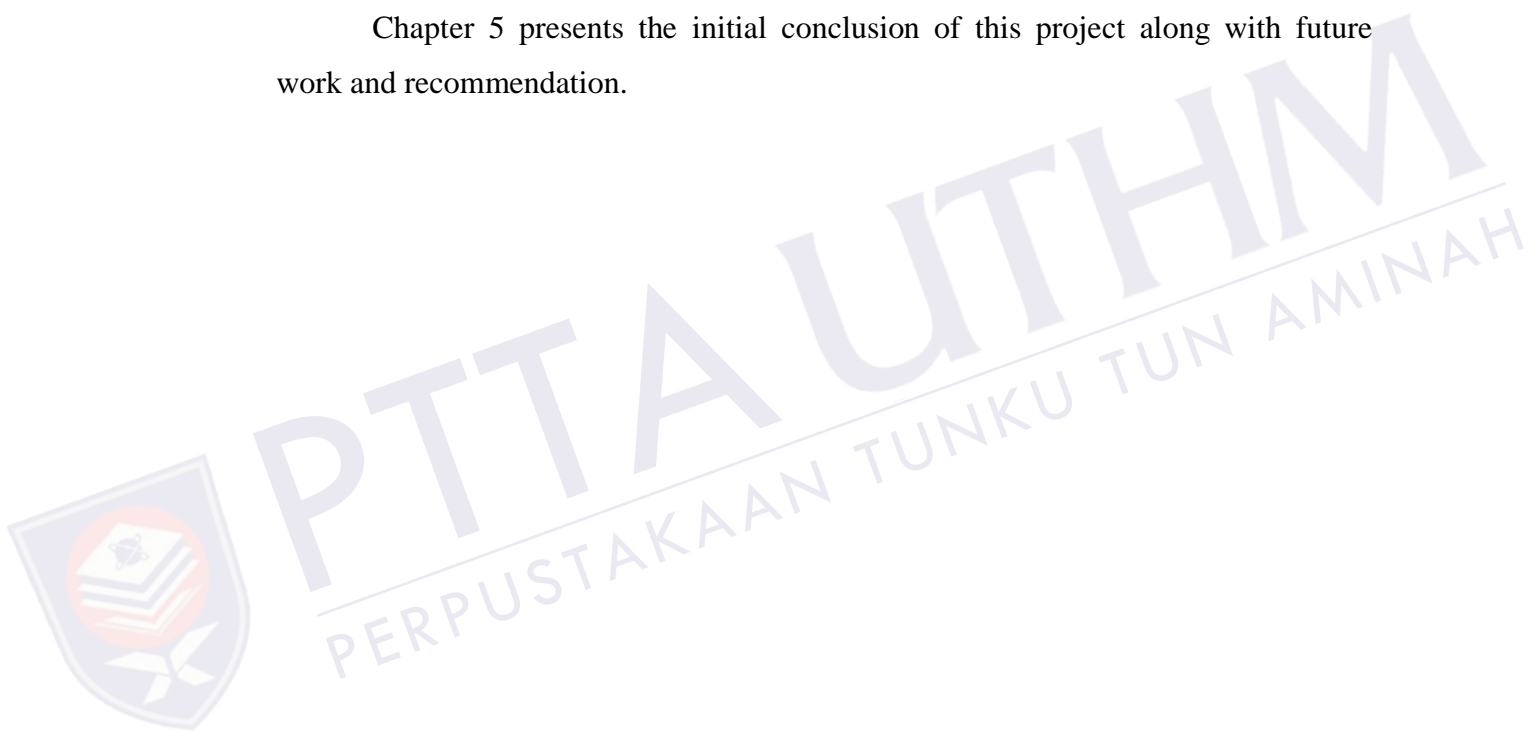 Chapter 5 presents the initial conclusion of this project along with future
work and recommendation.
PTTA UTHM
PERPUSTAKAAN TUNKU TUN AMINAH